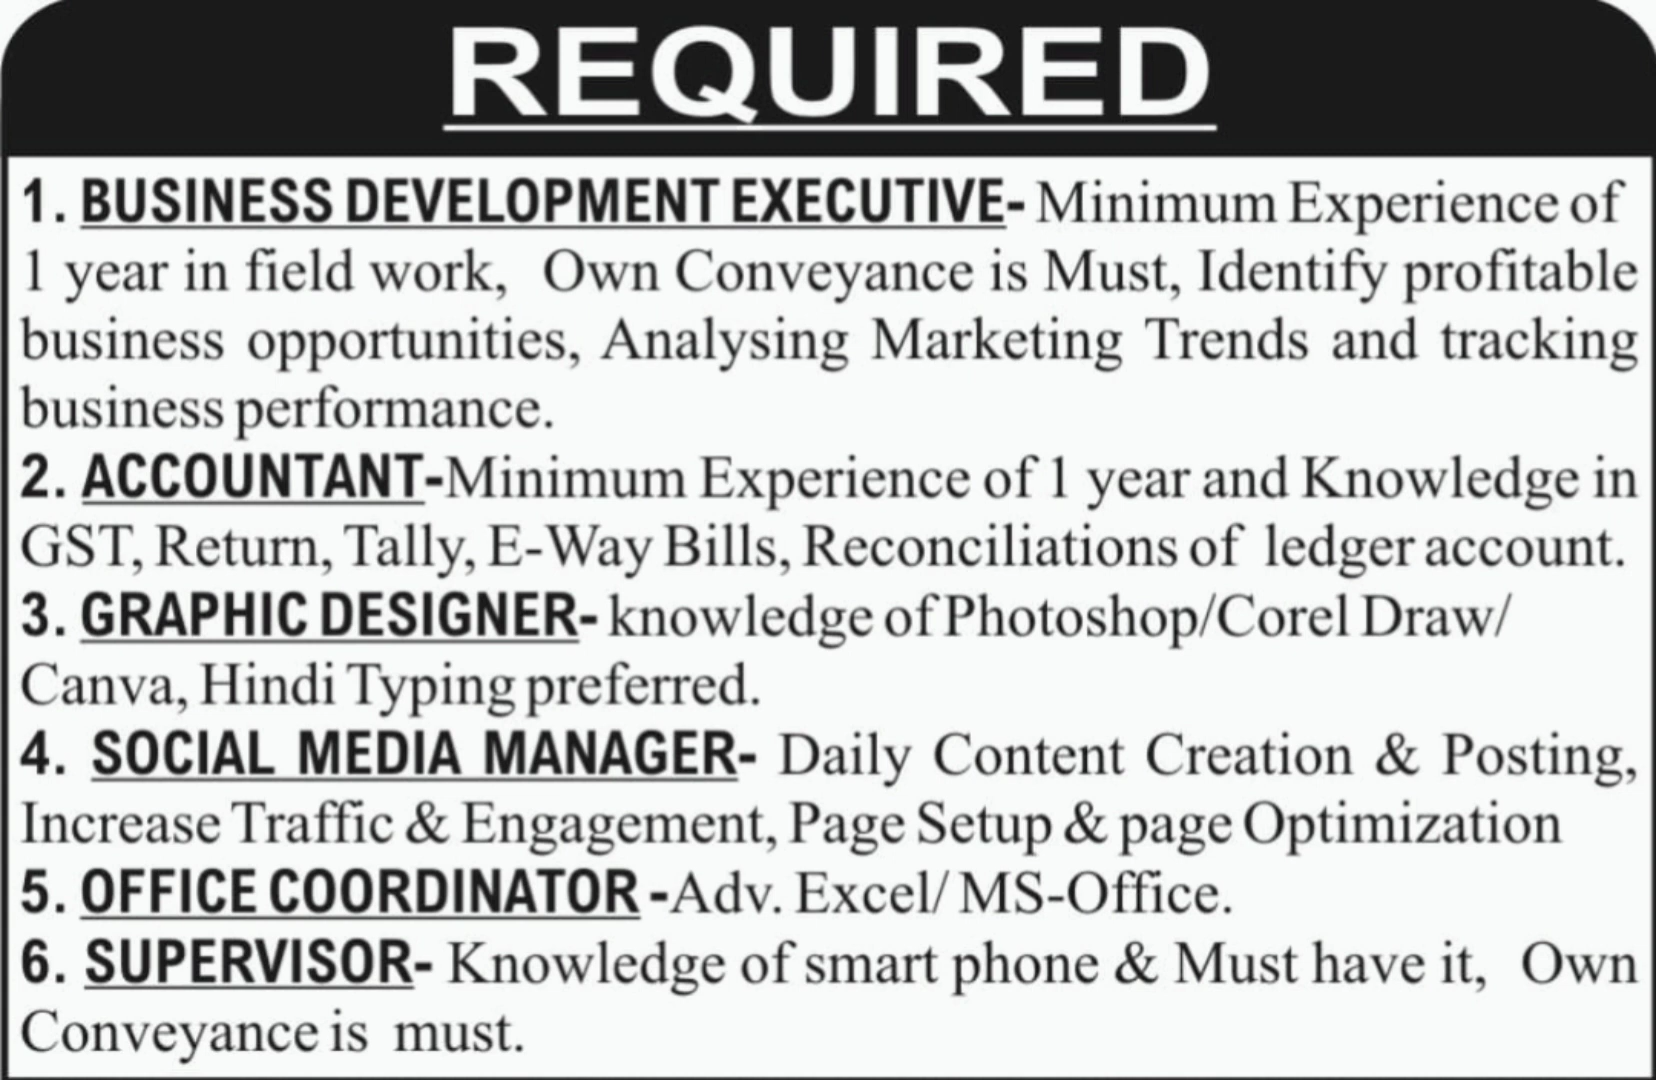 REQUIRED
1. BUSINESS DEVELOPMENT EXECUTIVE- Minimum Experience of
1 year in field work, Own Conveyance is Must, Identify profitable
business opportunities, Analysing Marketing Trends and tracking
business performance.
2. ACCOUNTANT-Minimum Experience of 1 year and Knowledge in
GST, Return, Tally, E-Way Bills, Reconciliations of ledger account.
3. GRAPHIC DESIGNER- knowledge of Photoshop/Corel Draw/
Canva, Hindi Typing preferred.
4. SOCIAL MEDIA MANAGER- Daily Content Creation & Posting,
Increase Traffic & Engagement, Page Setup & page Optimization
5. OFFICE COORDINATOR -Adv. Excel/ MS-Office.
6. SUPERVISOR- Knowledge of smart phone & Must have it, Own
Conveyance is must.